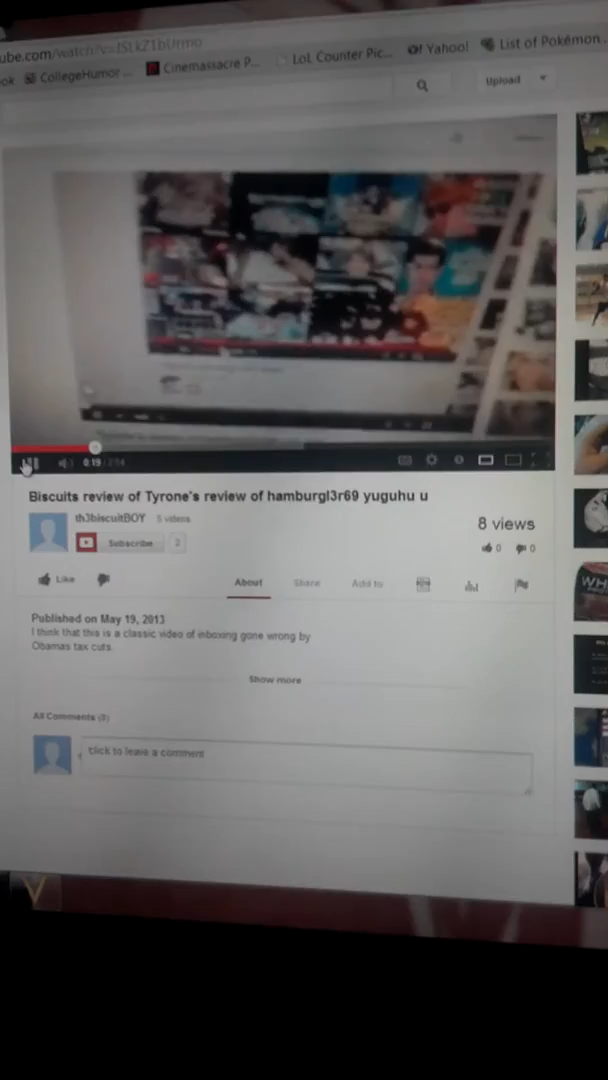 ube.com/watch?v=
ok CollegeHumor ... Cinemassacre P... LoL Counter Pic... Yahoo! List of Pokémon
Upload
0:19 / 2:54
Biscuits review of Tyrone's review of hamburgl3r69 yuguhu u
th3biscuitBOY 5 videos
Subscribe 2
8 views
0 0
Like
About Share Add to
Published on May 19, 2013
I think that this is a classic video of inboxing gone wrong by
Obamas tax cuts.
Show more
All Comments (0)
click to leave a comment
WH